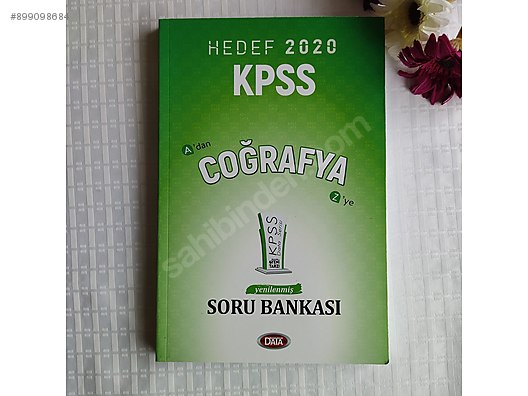 #899098684
HEDEF 2020
KPSS
A'dan
COĞRAFYA
Z'ye
sahibinden.com
KPSS
yenilenmiş
SORU BANKASI
DATA